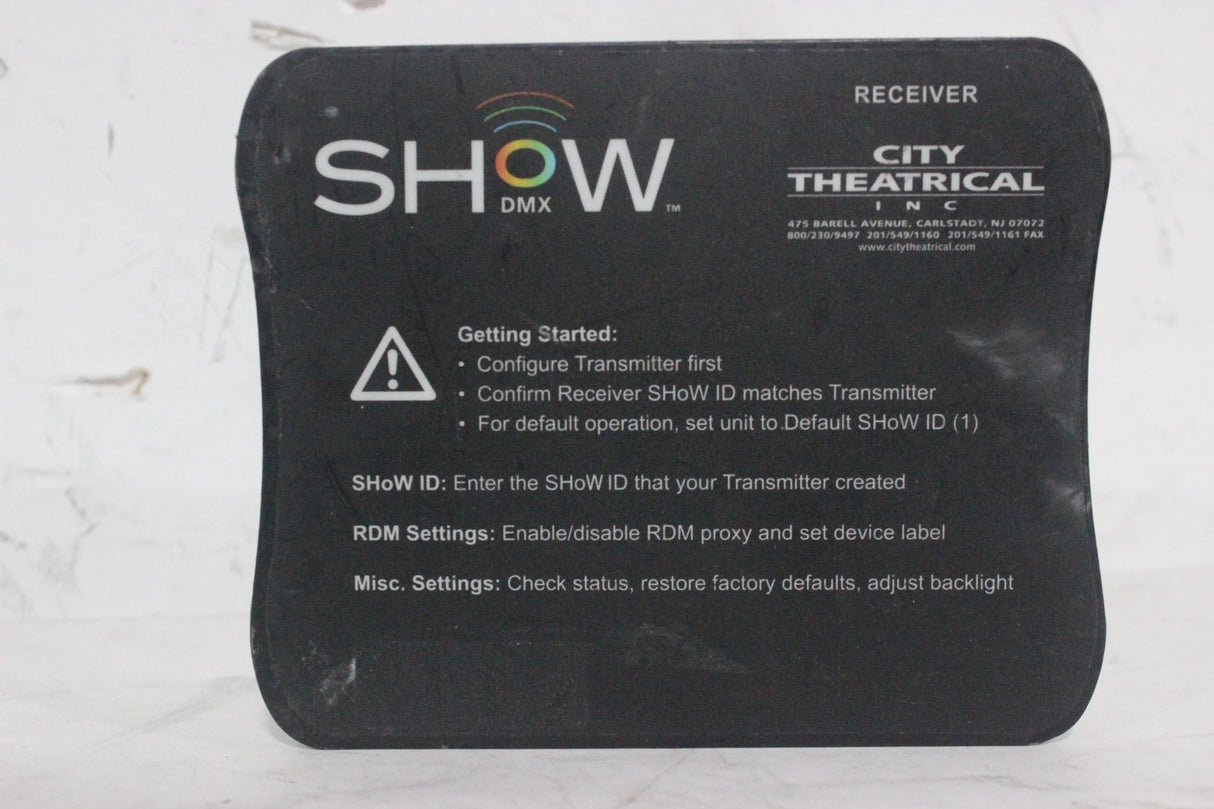 SHoW
DMX
™
RECEIVER
CITY
THEATRICAL
INC
475 BARELL AVENUE, CARLSTADT, NJ 07072
800/230/9497 201/549/1160 201/549/1161 FAX
www.citytheatrical.com
Getting Started:
• Configure Transmitter first
• Confirm Receiver SHoW ID matches Transmitter
• For default operation, set unit to Default SHoW ID (1)
SHoW ID: Enter the SHoW ID that your Transmitter created
RDM Settings: Enable/disable RDM proxy and set device label
Misc. Settings: Check status, restore factory defaults, adjust backlight